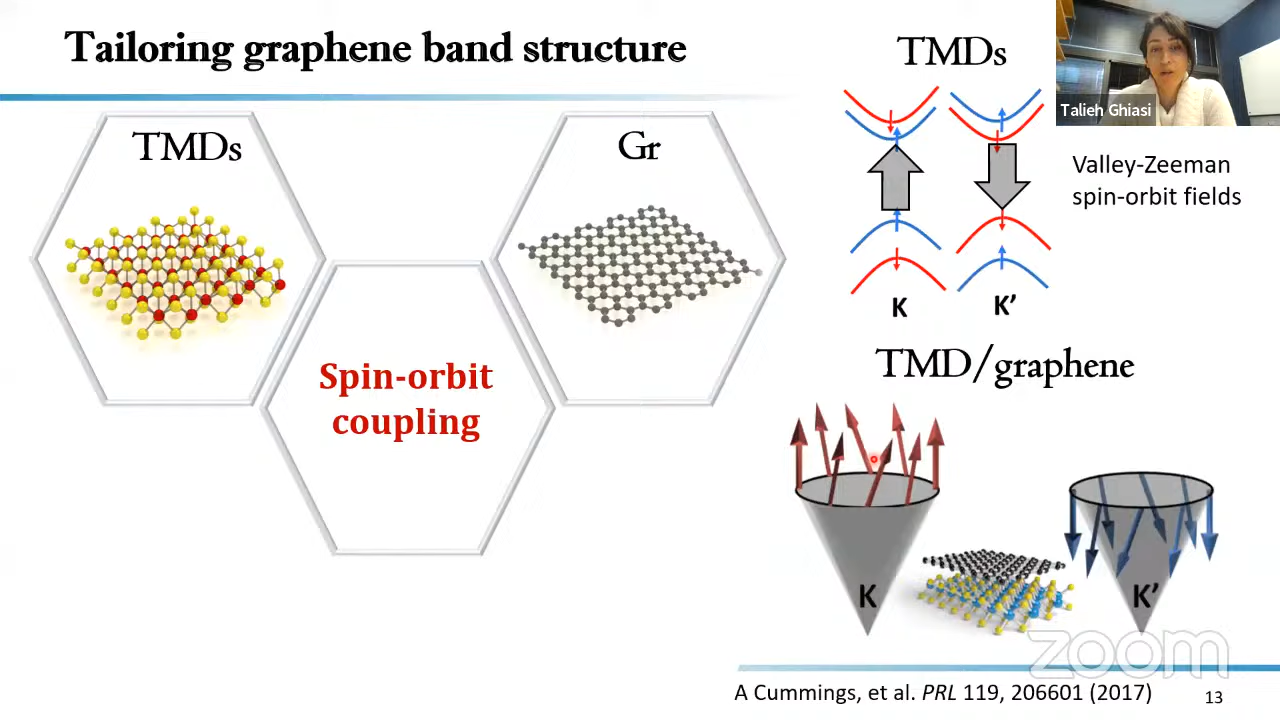 Tailoring graphene band structure
TMDs
Talieh Ghiasi
TMDs
Gr
Valley-Zeeman
spin-orbit fields
K
K'
Spin-orbit
coupling
TMD/graphene
K
K'
zoom
A Cummings, et al. PRL 119, 206601 (2017)
13